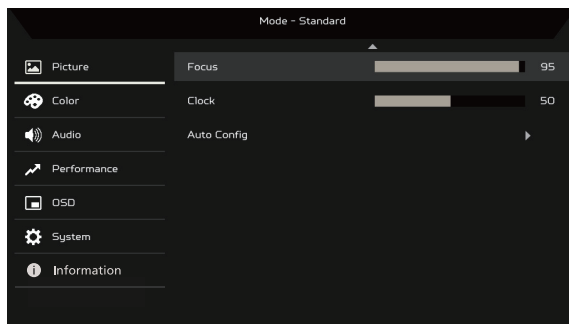 Mode - Standard
Picture
Focus 95
Color
Clock 50
Audio
Auto Config
Performance
OSD
System
Information